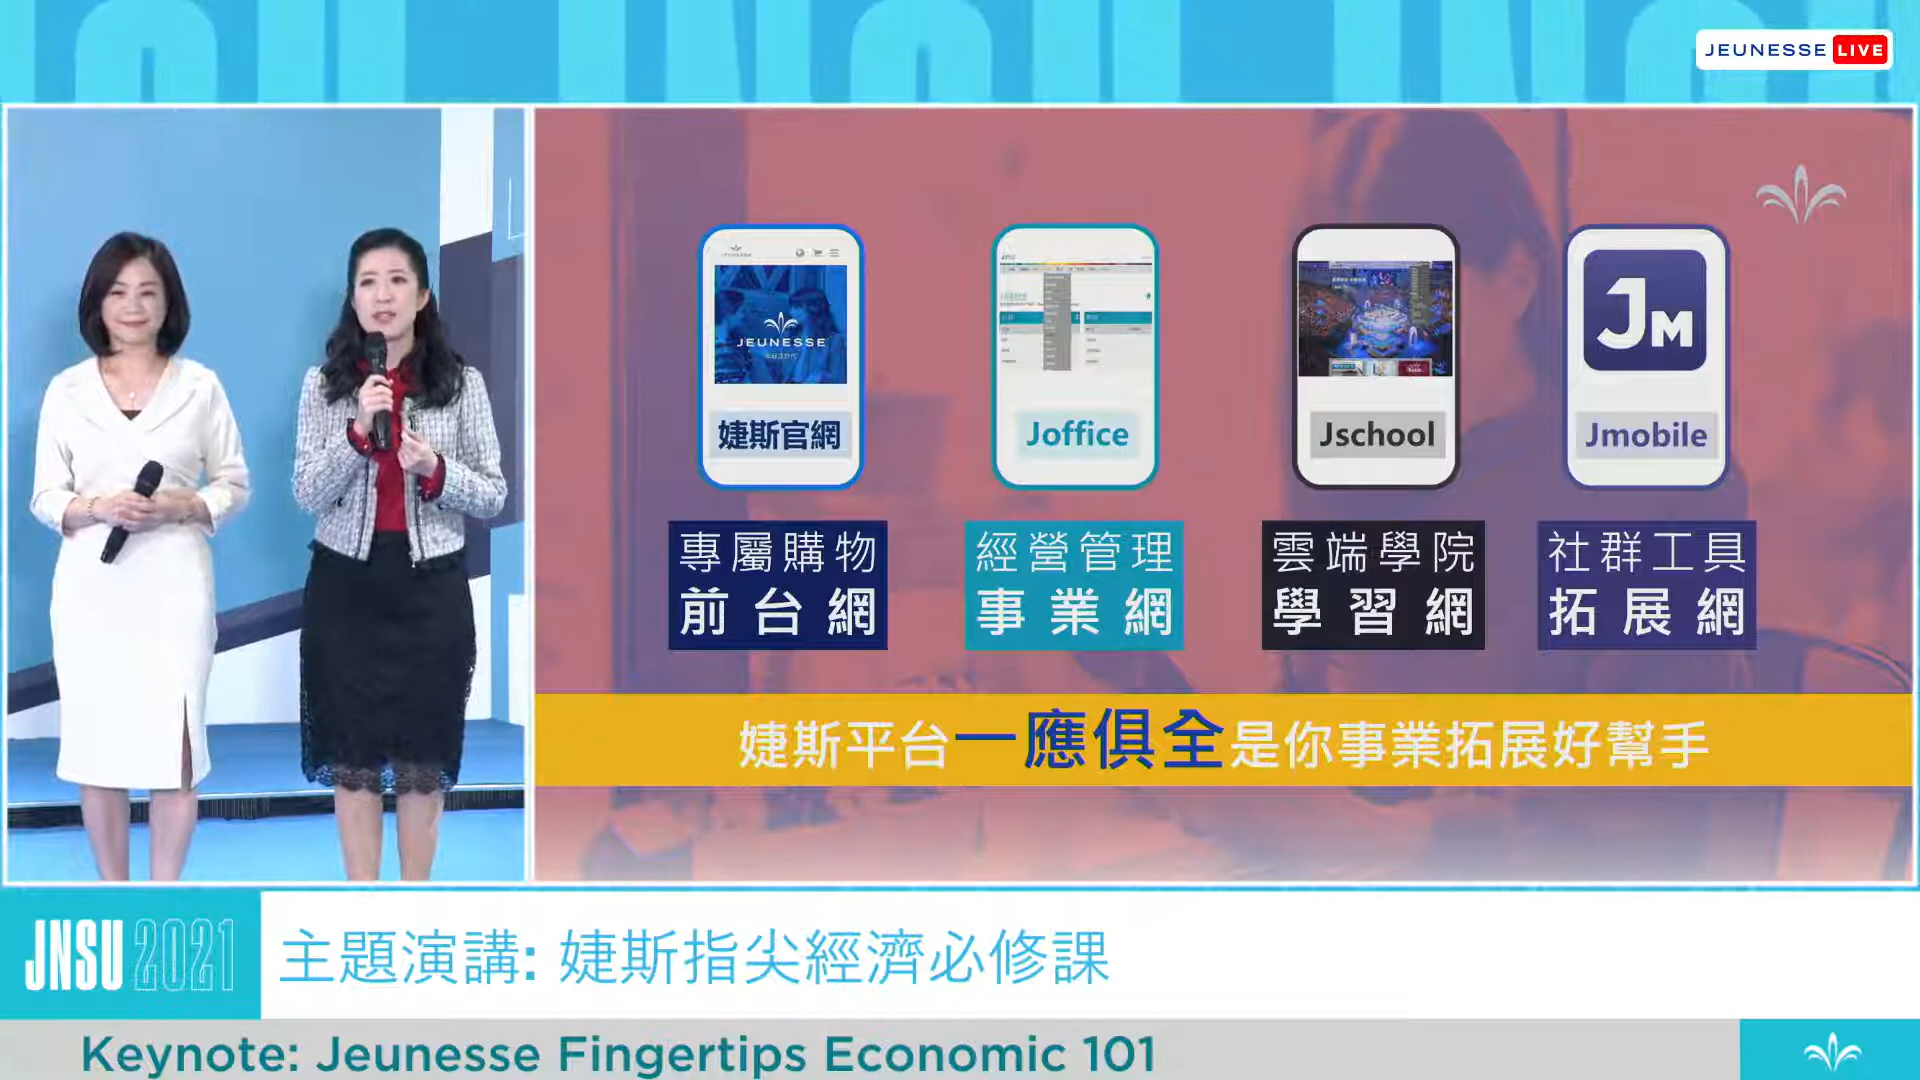 JEUNESSE LIVE
JEUNESSE
婕斯官網
Joffice
Jschool
JM
Jmobile
專屬購物
前台網
經營管理
事業網
雲端學院
學習網
社群工具
拓展網
婕斯平台一應俱全是你事業拓展好幫手
JNSU 2021
主題演講: 婕斯指尖經濟必修課
Keynote: Jeunesse Fingertips Economic 101